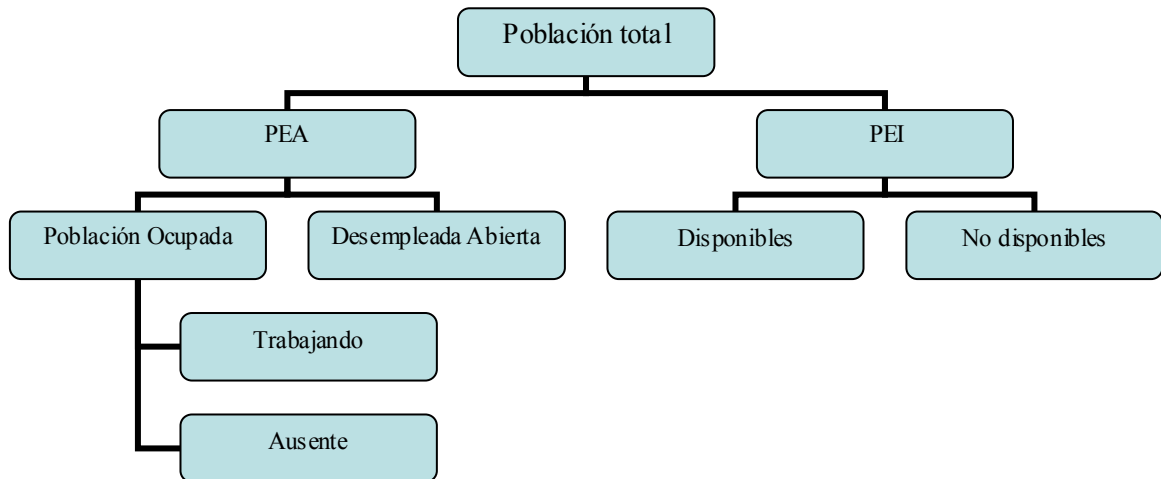 Población total
PEA
PEI
Población Ocupada
Desempleada Abierta
Disponibles
No disponibles
Trabajando
Ausente